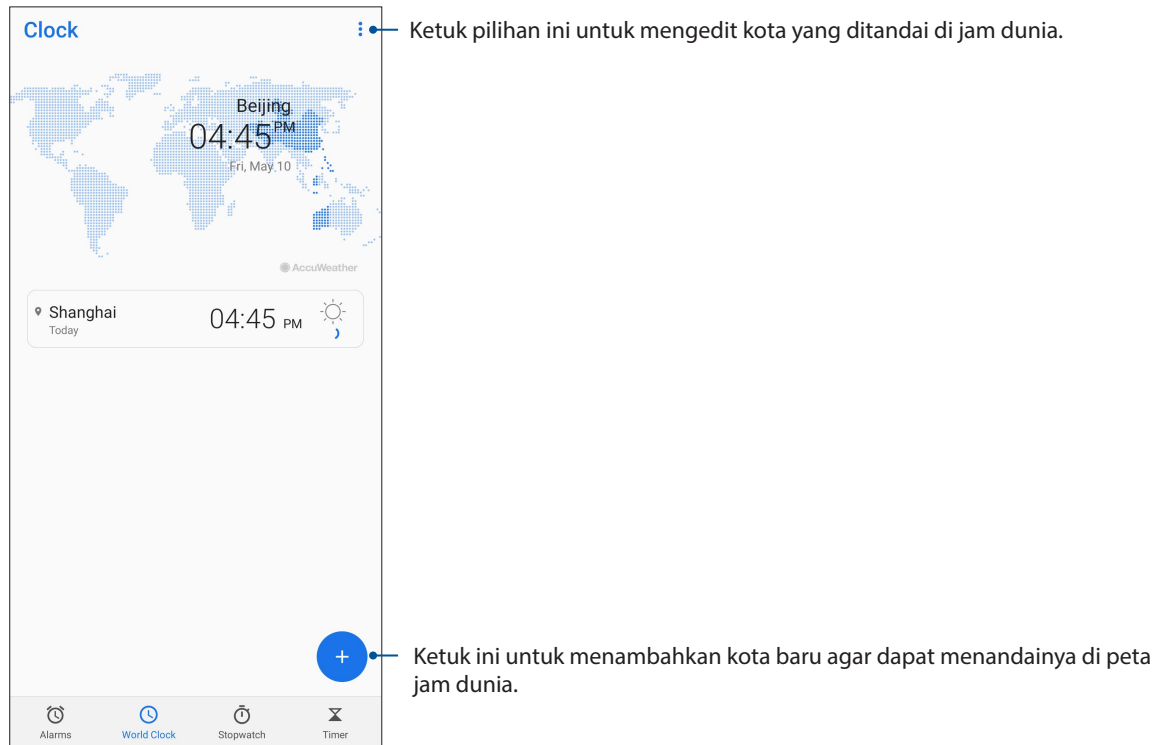 Clock
Ketuk pilihan ini untuk mengedit kota yang ditandai di jam dunia.
Beijing
04:45 PM
Fri, May 10
AccuWeather
Shanghai
Today
04:45 PM
+
Ketuk ini untuk menambahkan kota baru agar dapat menandainya di peta
jam dunia.
Alarms
World Clock
Stopwatch
Timer